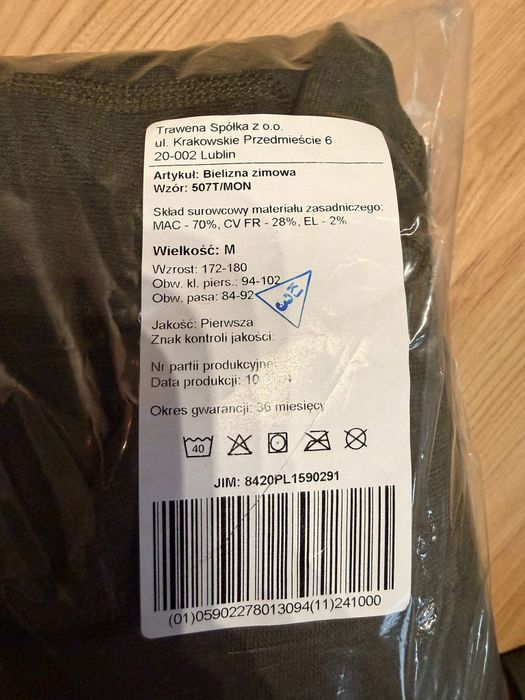 Trawena Spółka z o.o.
ul. Krakowskie Przedmieście 6
20-002 Lublin
Artykuł: Bielizna zimowa
Wzór: 507T/MON
Skład surowcowy materiału zasadniczego:
MAC - 70%, CV FR - 28%, EL - 2%
Wielkość: M
Wzrost: 172-180
Obw. kl. piers.: 94-102
Obw. pasa: 84-92
Jakość: Pierwsza
Znak kontroli jakości:
Nr partii produkcyjnej
Data produkcji: 10
Okres gwarancji: 36 miesięcy
40
JIM: 8420PL1590291
(01)05902278013094(11)241000